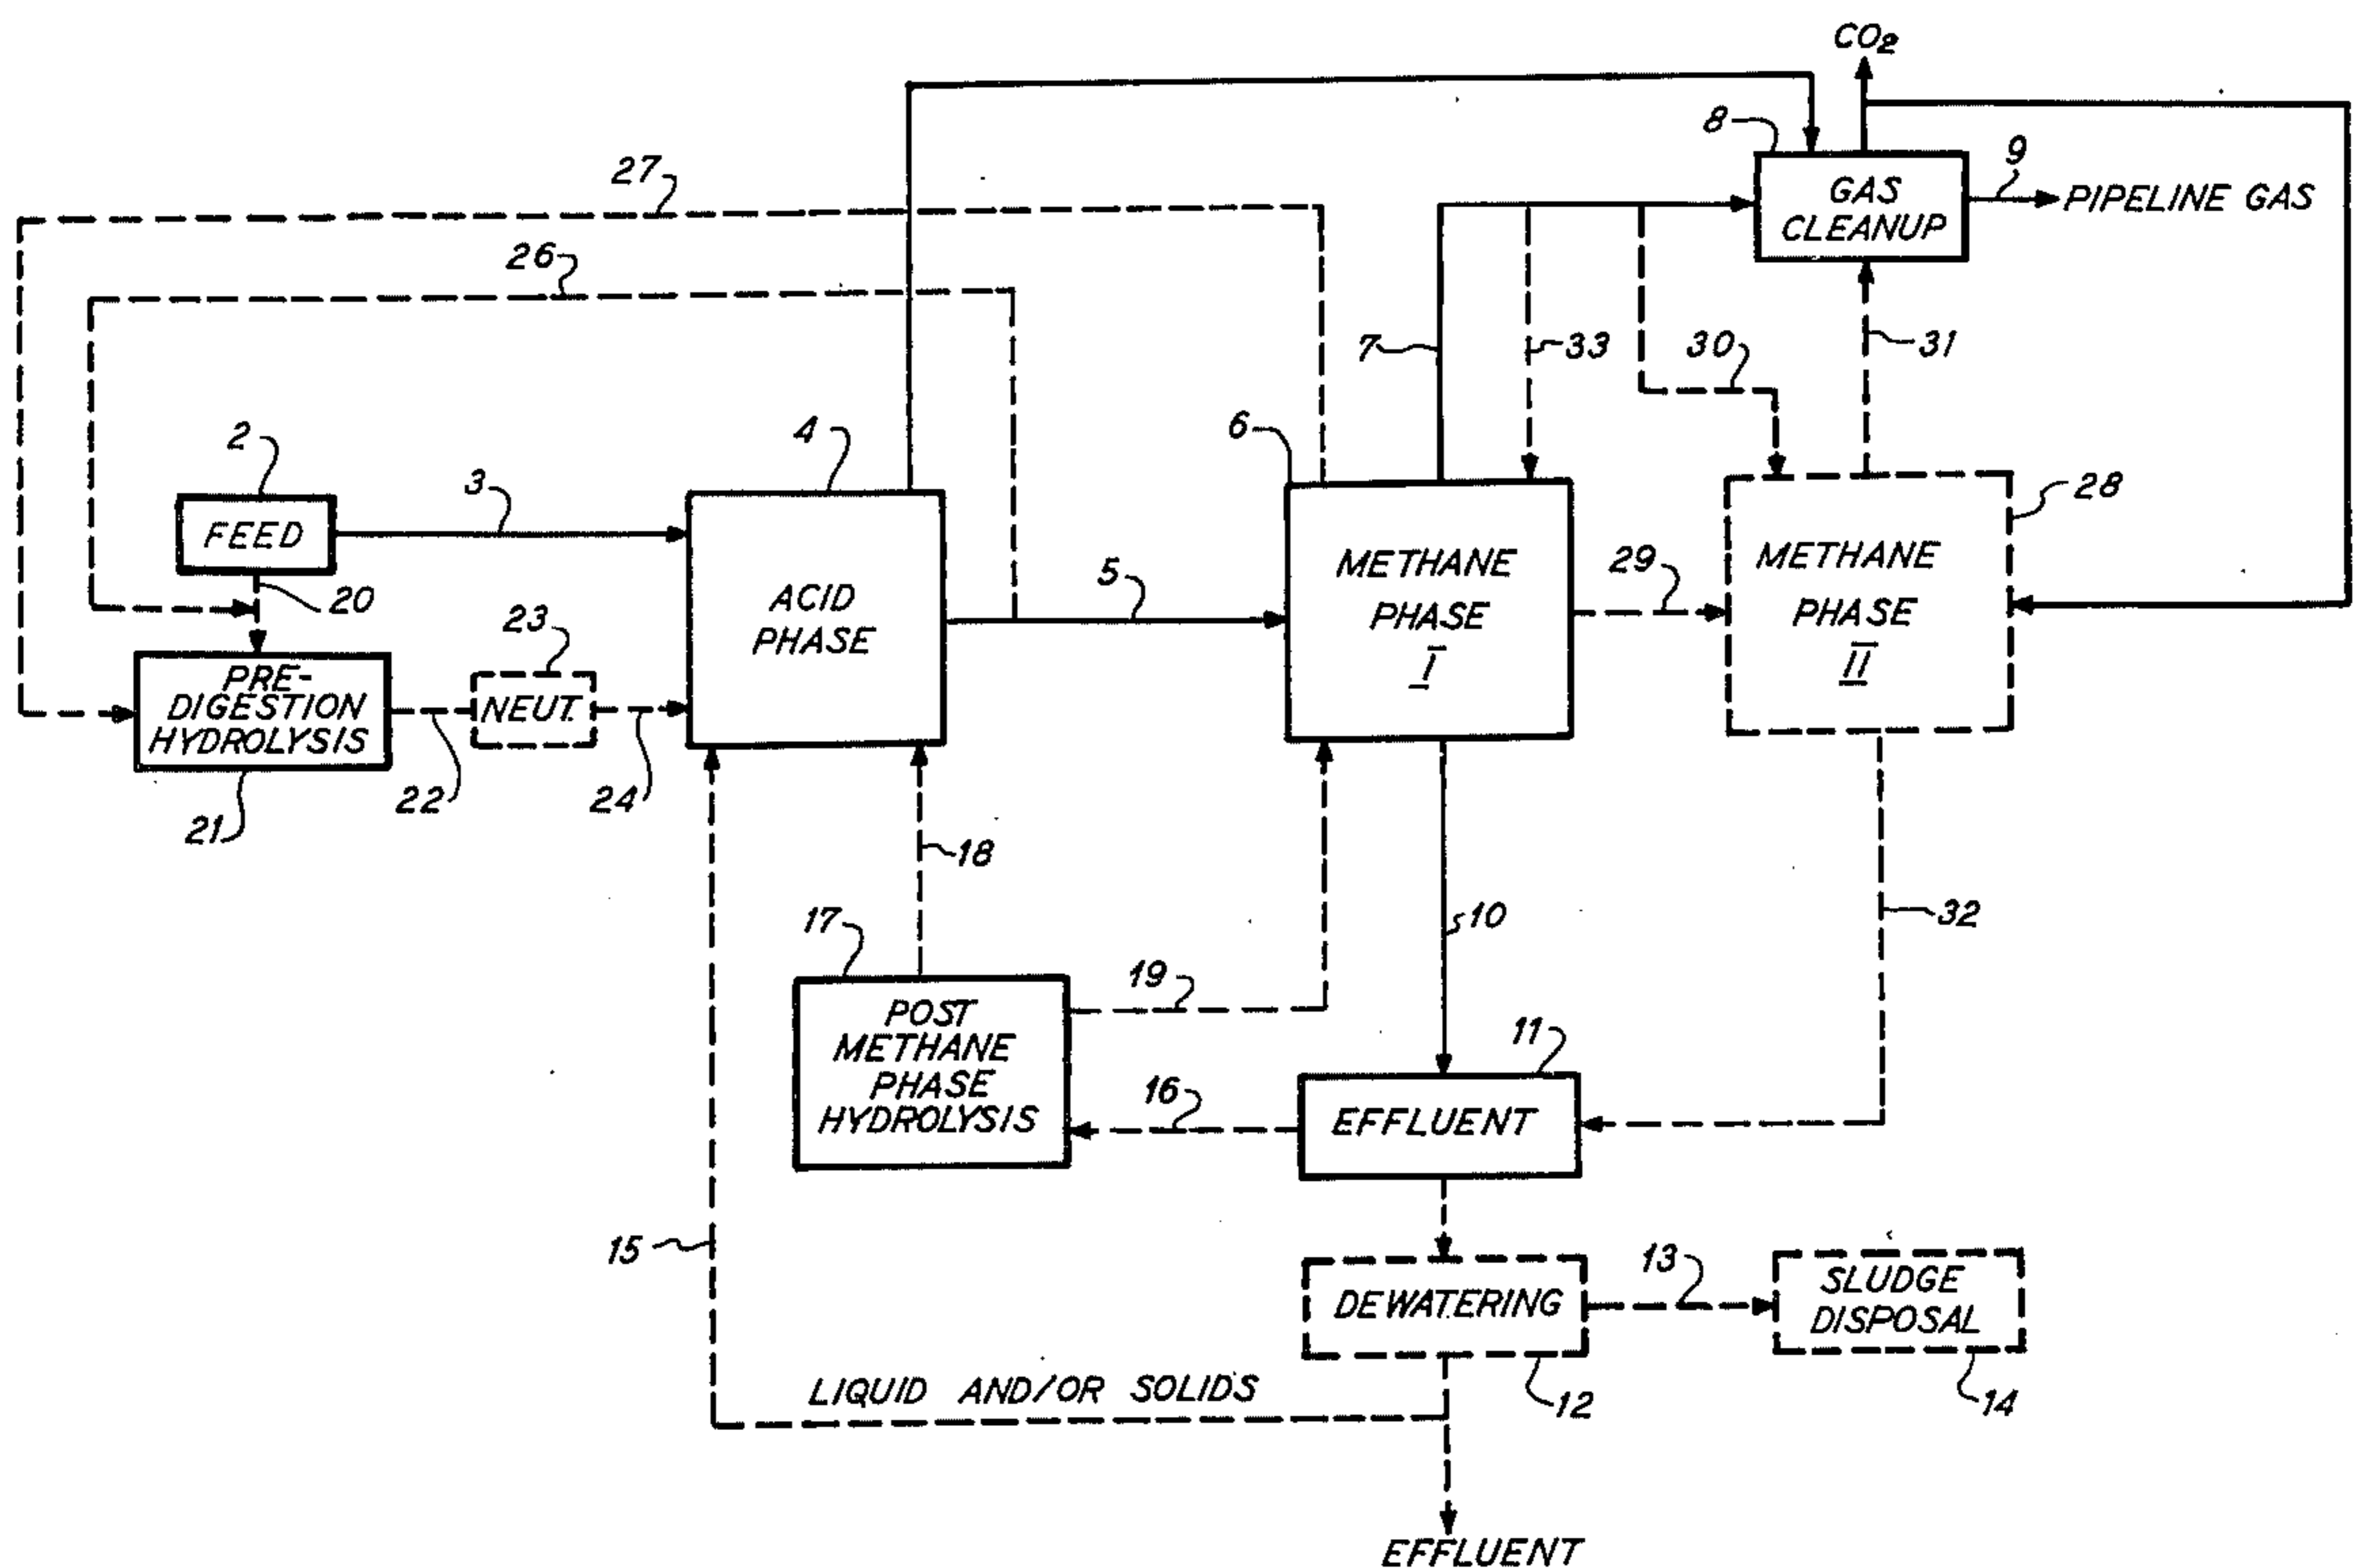 CO2
8
9
GAS
CLEANUP
PIPELINE GAS
27
26
7
33
30
31
2
3
4
6
28
FEED
20
5
29
ACID
PHASE
METHANE
PHASE
I
METHANE
PHASE
II
23
PRE-
DIGESTION
HYDROLYSIS
NEUT.
21
22
24
18
17
10
32
19
POST
METHANE
PHASE
HYDROLYSIS
16
11
EFFLUENT
15
13
DEWATERING
SLUDGE
DISPOSAL
12
14
LIQUID AND/OR SOLIDS
EFFLUENT